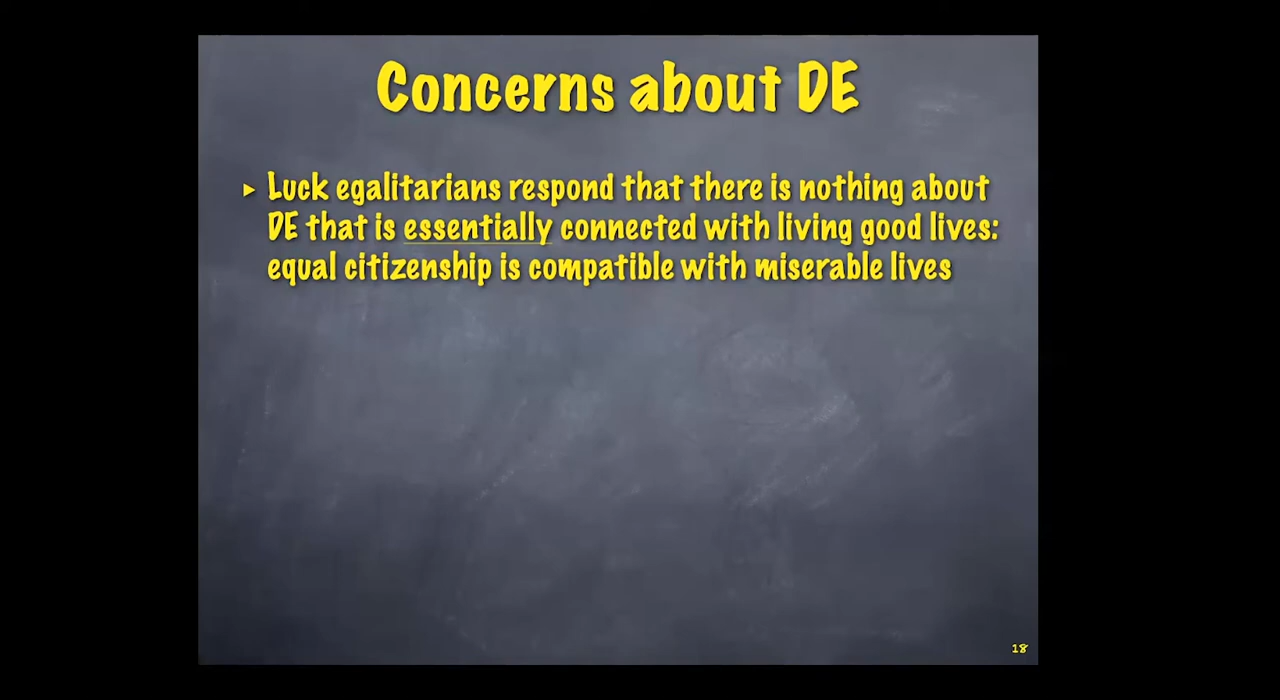 Concerns about DE
▸ Luck egalitarians respond that there is nothing about
DE that is essentially connected with living good lives:
equal citizenship is compatible with miserable lives
18